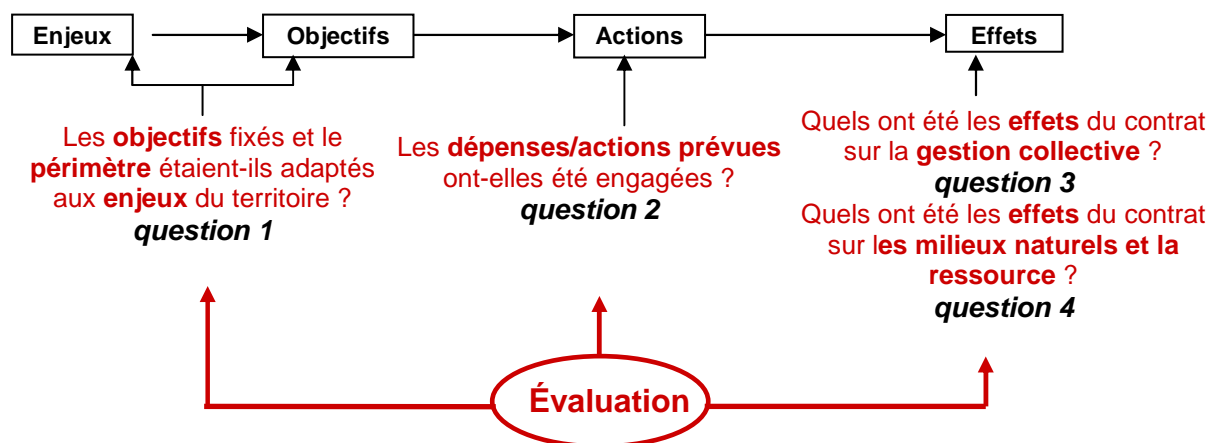 Enjeux
Objectifs
Actions
Effets
Les objectifs fixés et le
périmètre étaient-ils adaptés
aux enjeux du territoire ?
question 1
Les dépenses/actions prévues
ont-elles été engagées ?
question 2
Quels ont été les effets du contrat
sur la gestion collective ?
question 3
Quels ont été les effets du contrat
sur les milieux naturels et la
ressource ?
question 4
Évaluation